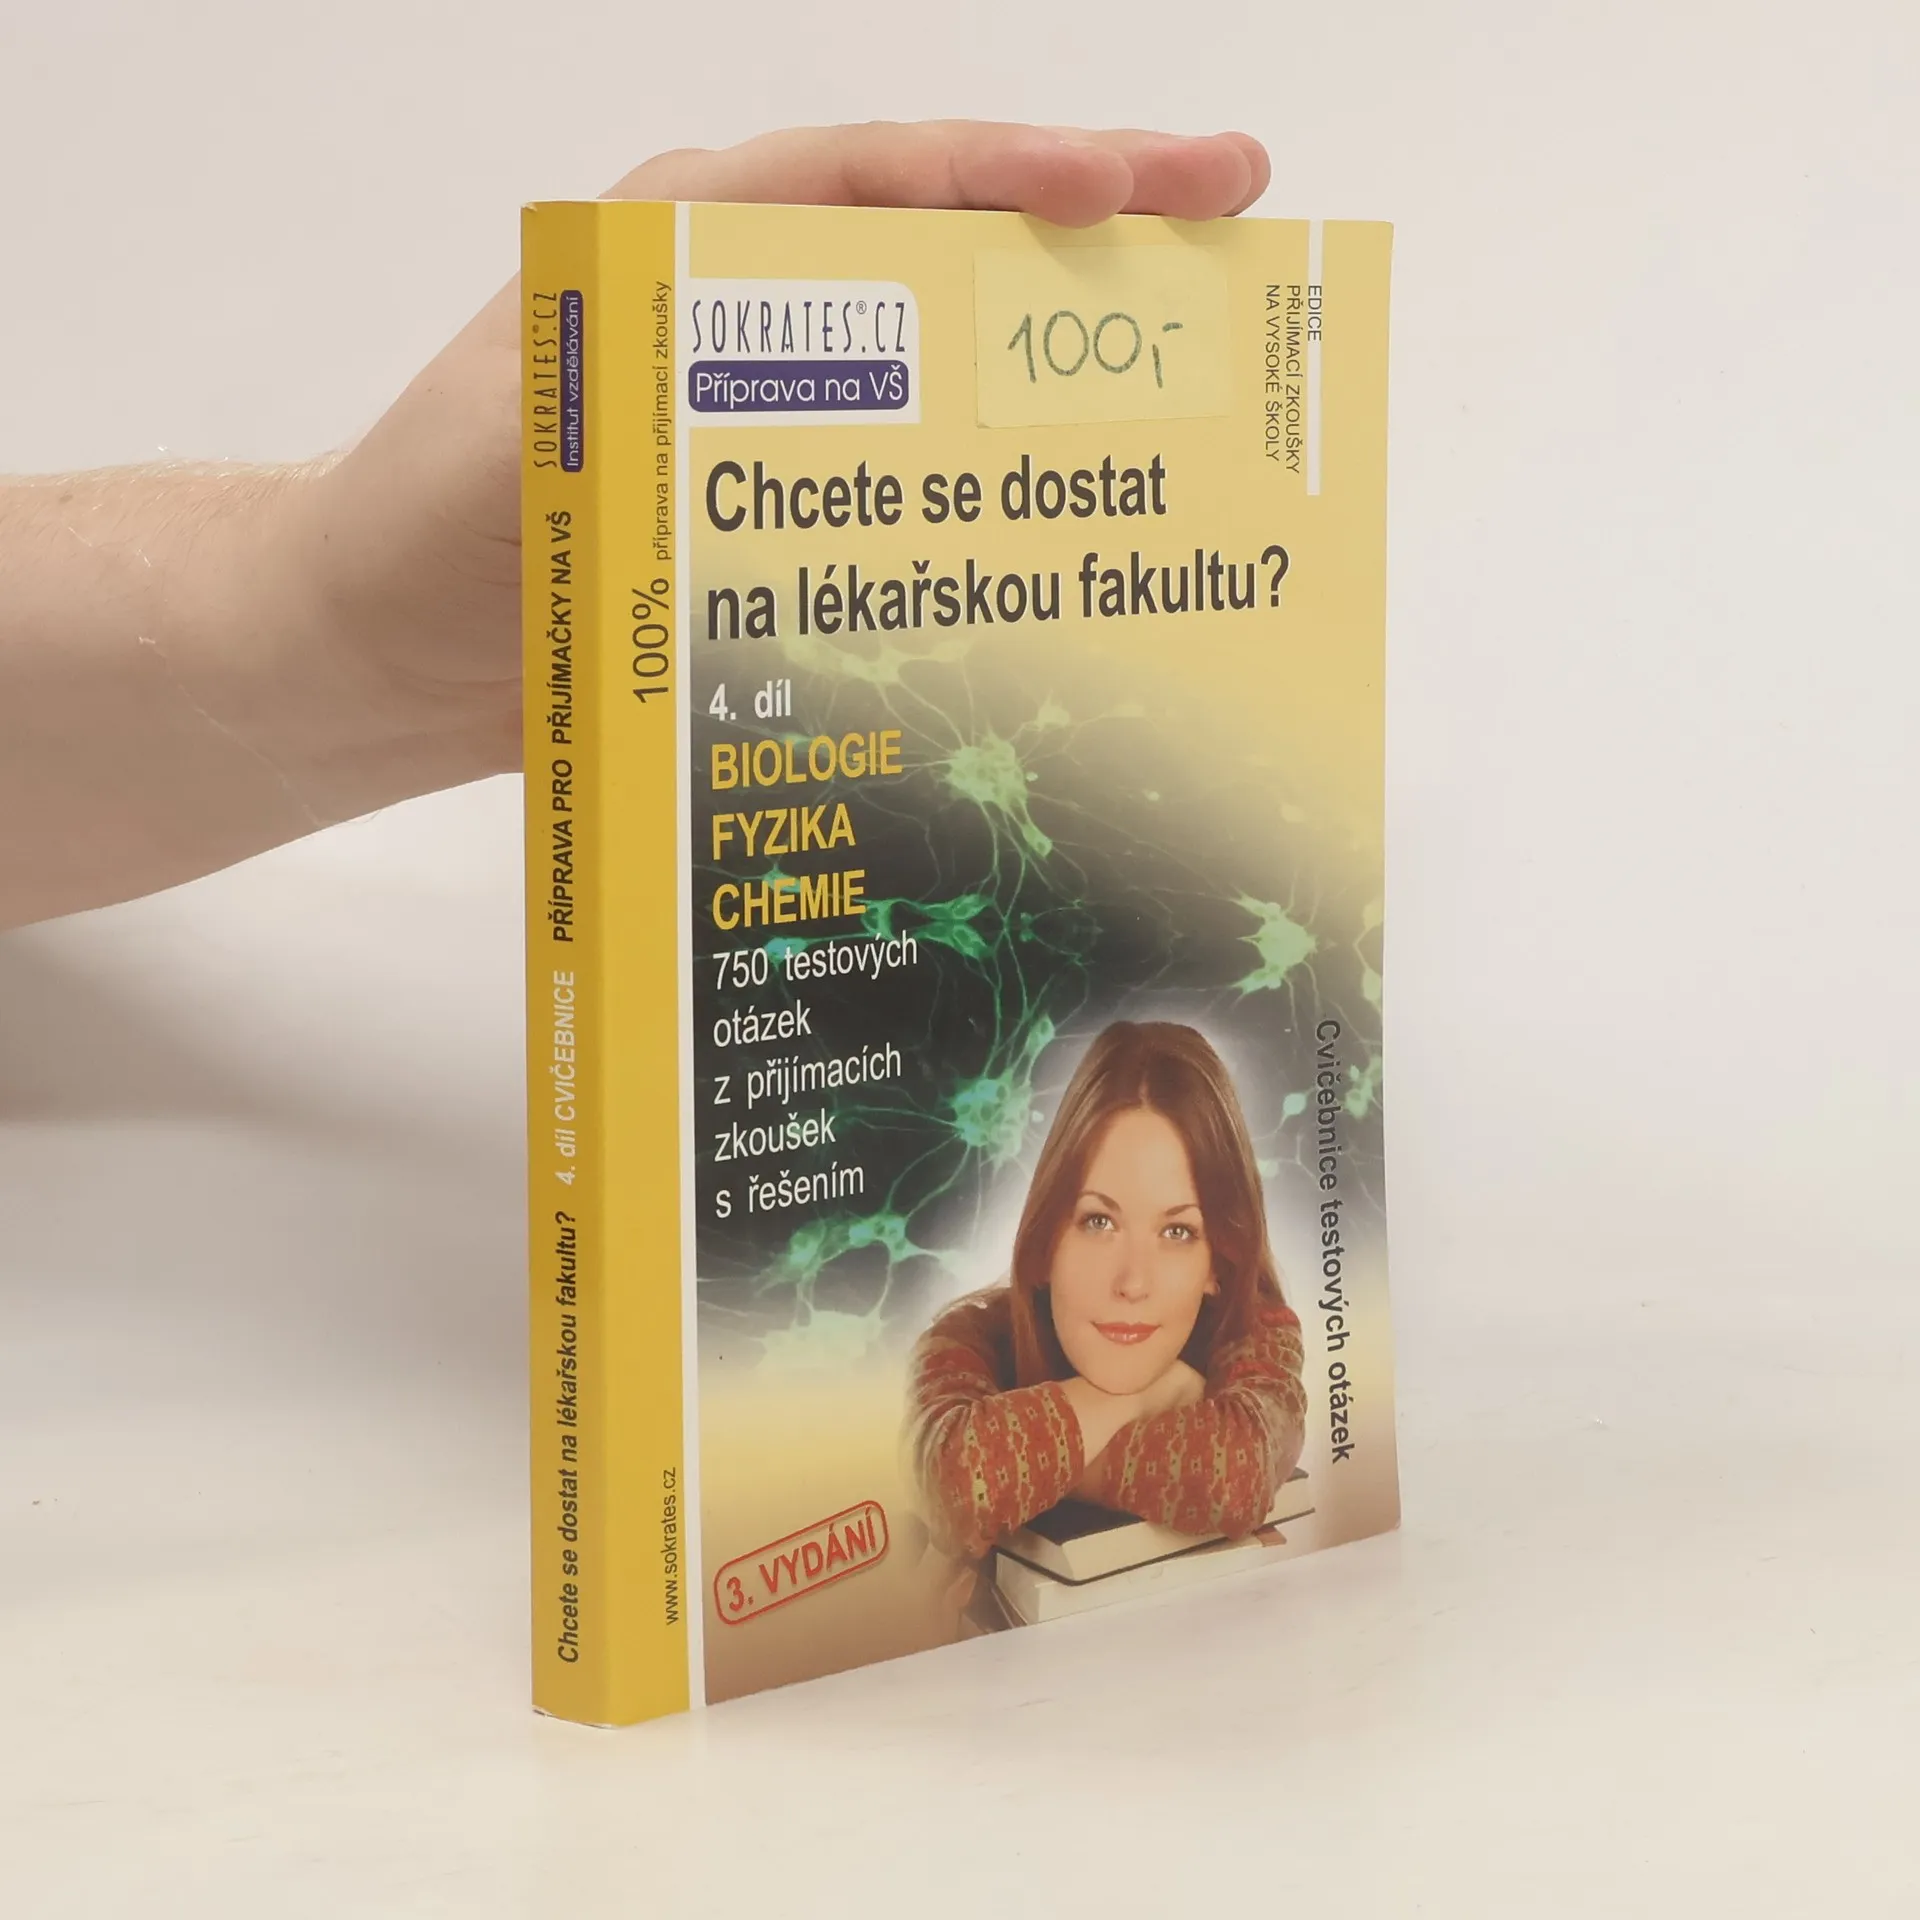 SOKRATES®.CZ
Institut vzdělávání
PŘÍPRAVA PRO PŘIJÍMAČKY NA VŠ
4. díl CVIČEBNICE
Chcete se dostat na lékařskou fakultu?
100% příprava na přijímací zkoušky
www.sokrates.cz
SOKRATES®.CZ
Příprava na VŠ
100,-
EDICE
PŘIJÍMACÍ ZKOUŠKY
NA VYSOKÉ ŠKOLY
Chcete se dostat
na lékařskou fakultu?
4. díl
BIOLOGIE
FYZIKA
CHEMIE
750 testových
otázek
z přijímacích
zkoušek
s řešením
Cvičebnice testových otázek
3. VYDÁNÍ